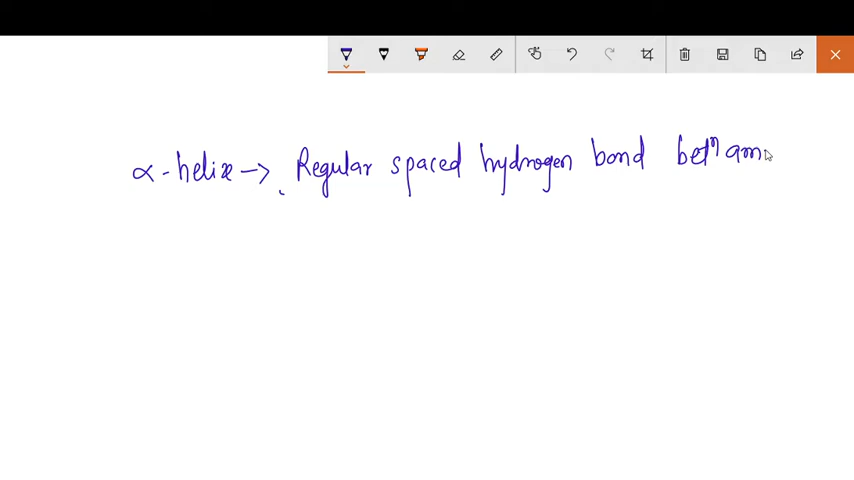 α-helix → Regular spaced hydrogen bond betⁿ am